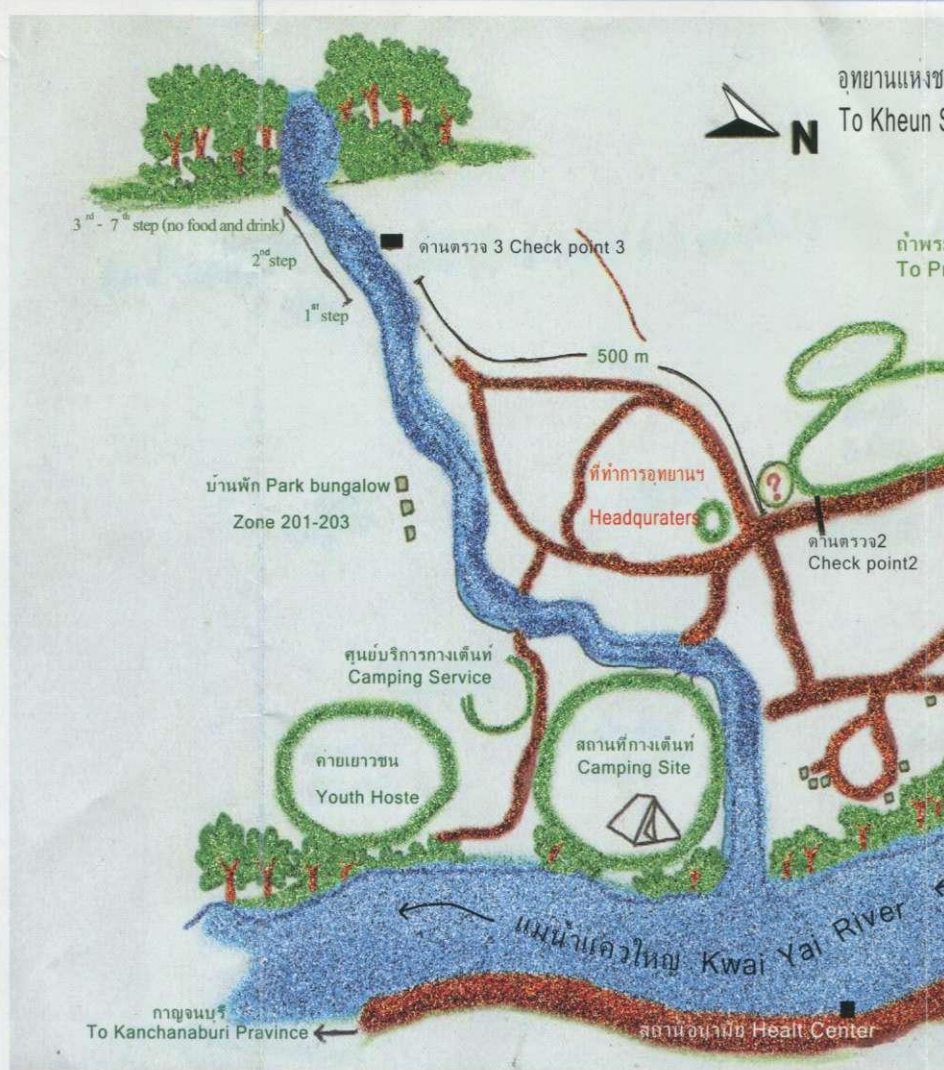 อุทยานแห่งช
To Kheun S
N
3rd - 7th step (no food and drink)
2nd step
1st step
ด่านตรวจ 3 Check point 3
ถ้ำพระ
To Pr
500 m
?
บ้านพัก Park bungalow
Zone 201-203
ที่ทำการอุทยานฯ
Headquraters
ด่านตรวจ2
Check point2
ศูนย์บริการกางเต็นท์
Camping Service
ค่ายเยาวชน
Youth Hoste
สถานที่กางเต็นท์
Camping Site
แม่น้ำแควใหญ่ Kwai Yai River
กาญจนบุรี
To Kanchanaburi Pravince
สถานีอนามัย Healt Center